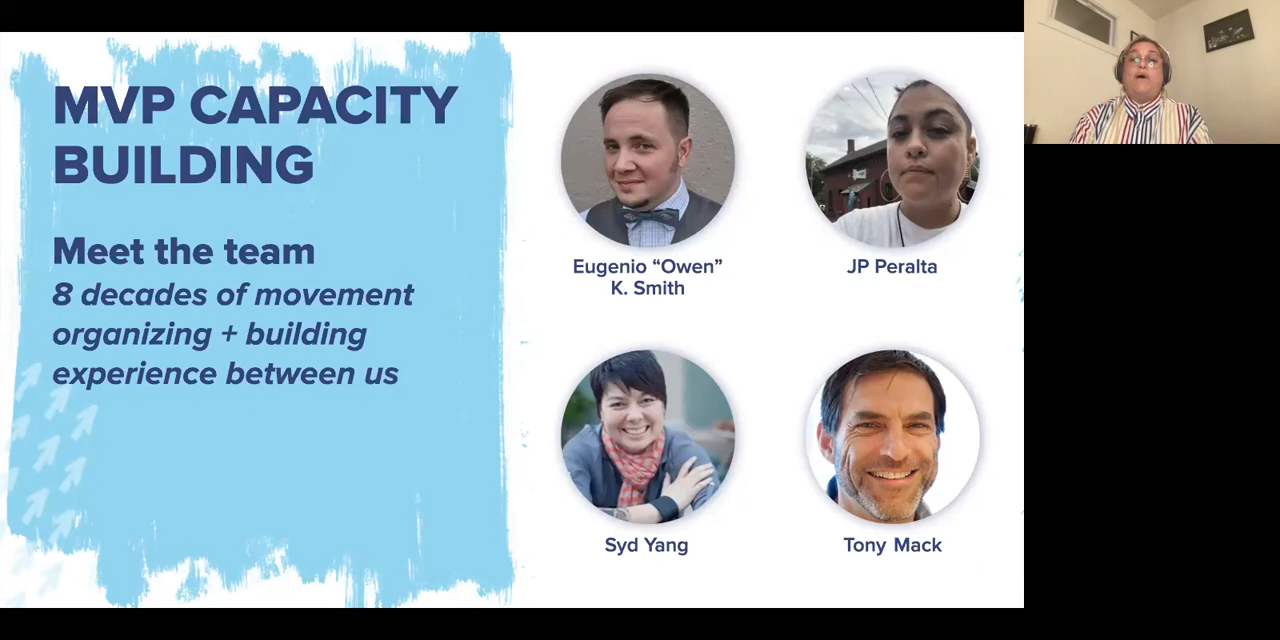 MVP CAPACITY
BUILDING
Meet the team
8 decades of movement
organizing + building
experience between us
Eugenio “Owen”
K. Smith
JP Peralta
Syd Yang
Tony Mack